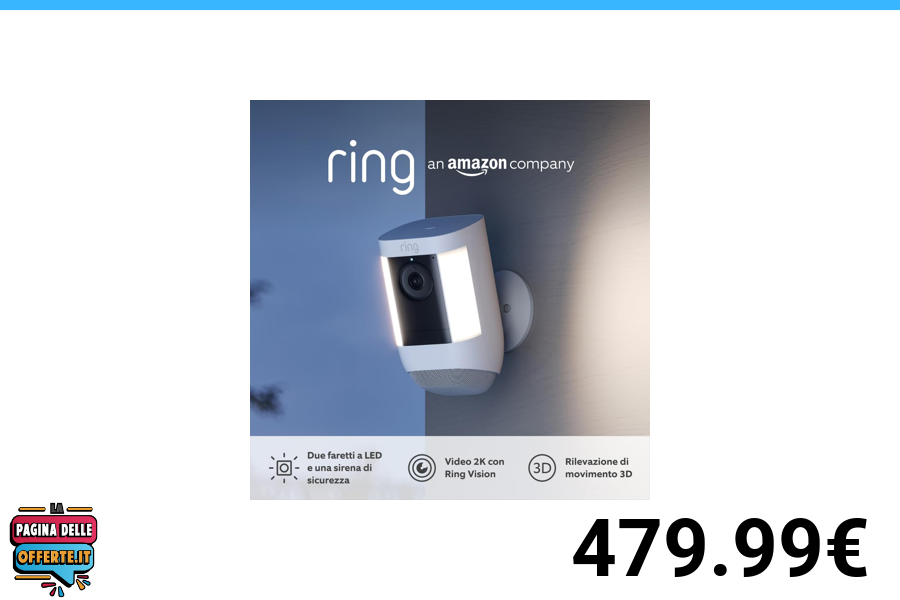 ring an amazon company
ring
Due faretti a LED
e una sirena di
sicurezza
Video 2K con
Ring Vision
3D
Rilevazione di
movimento 3D
LA
PAGINA DELLE
OFFERTE.IT
479.99€